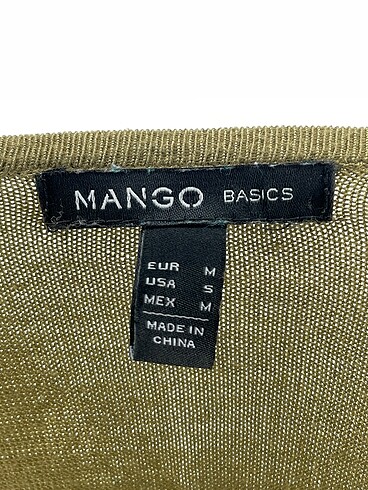 MANGO BASICS
EUR M
USA S
MEX M
MADE IN
CHINA